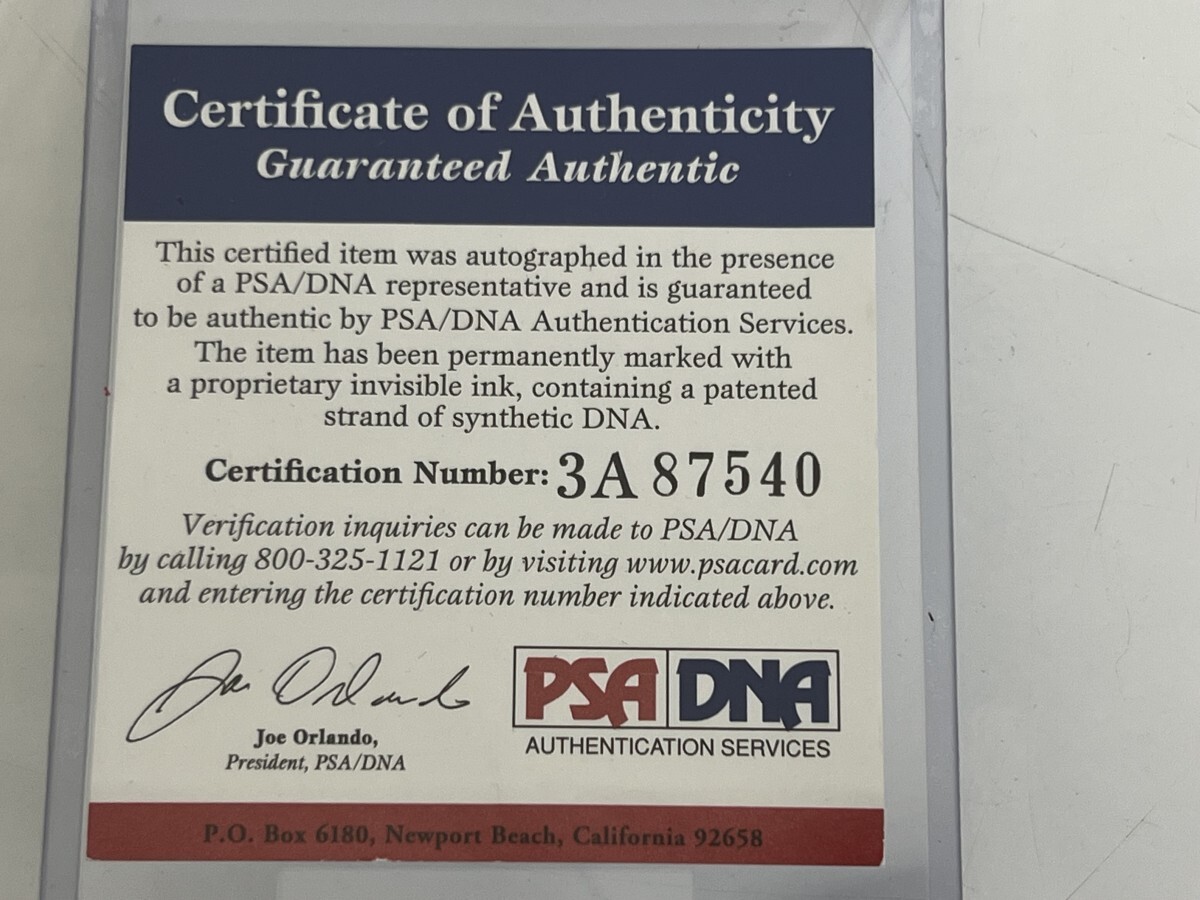 Certificate of Authenticity
Guaranteed Authentic
This certified item was autographed in the presence
of a PSA/DNA representative and is guaranteed
to be authentic by PSA/DNA Authentication Services.
The item has been permanently marked with
a proprietary invisible ink, containing a patented
strand of synthetic DNA.
Certification Number: 3A87540
Verification inquiries can be made to PSA/DNA
by calling 800-325-1121 or by visiting www.psacard.com
and entering the certification number indicated above.
Joe Orlando
Joe Orlando,
President, PSA/DNA
PSA DNA
AUTHENTICATION SERVICES
P.O. Box 6180, Newport Beach, California 92658